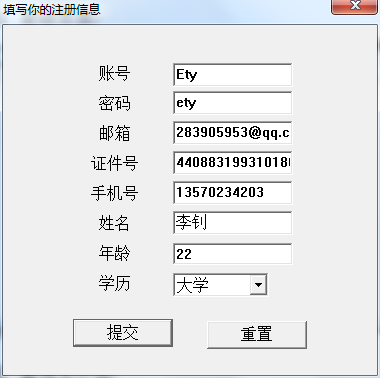 填写你的注册信息
账号 Ety
密码 ety
邮箱 283905953@qq.c
证件号 44088319931018
手机号 13570234203
姓名 李钊
年龄 22
学历 大学
提交 重置